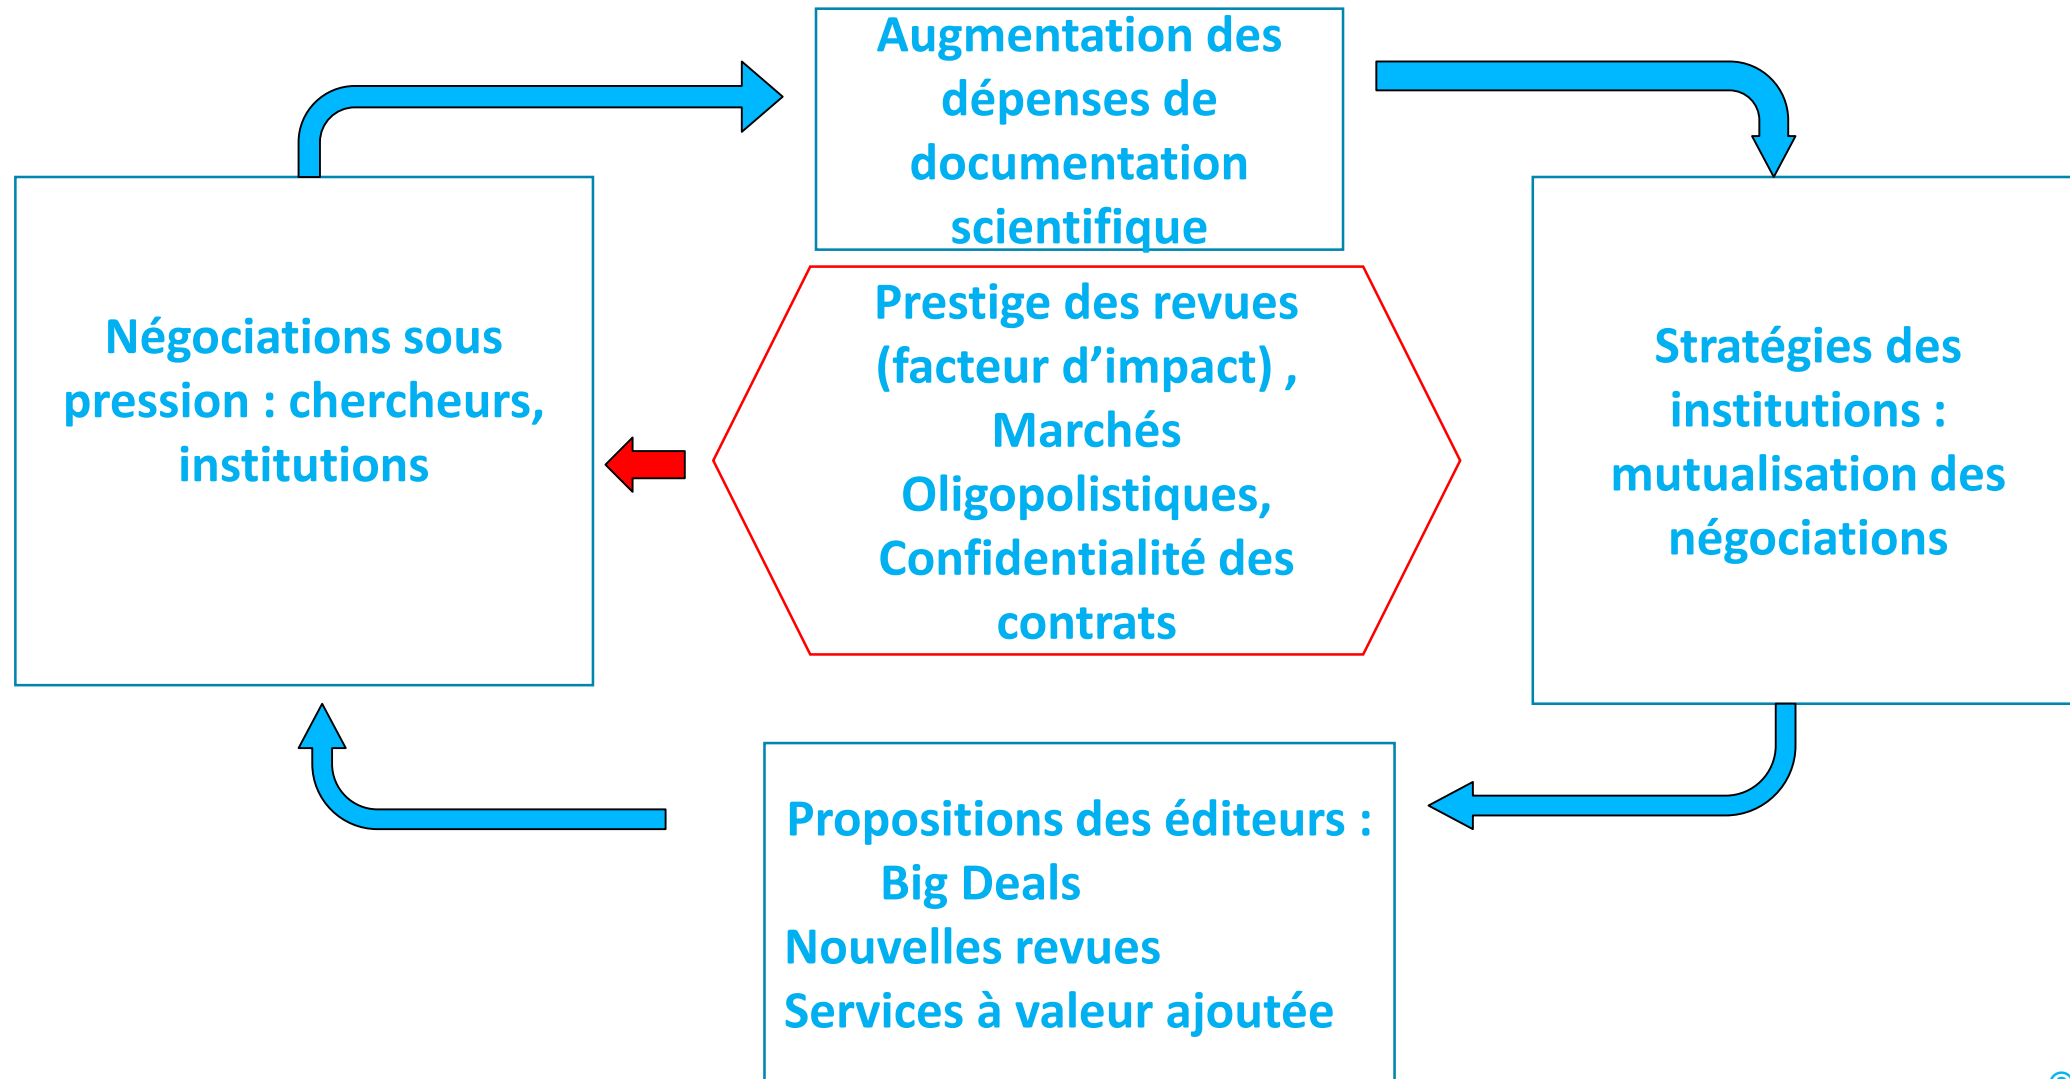 Augmentation des
dépenses de
documentation
scientifique
Négociations sous
pression : chercheurs,
institutions
Prestige des revues
(facteur d’impact) ,
Marchés
Oligopolistiques,
Confidentialité des
contrats
Stratégies des
institutions :
mutualisation des
négociations
Propositions des éditeurs :
Big Deals
Nouvelles revues
Services à valeur ajoutée